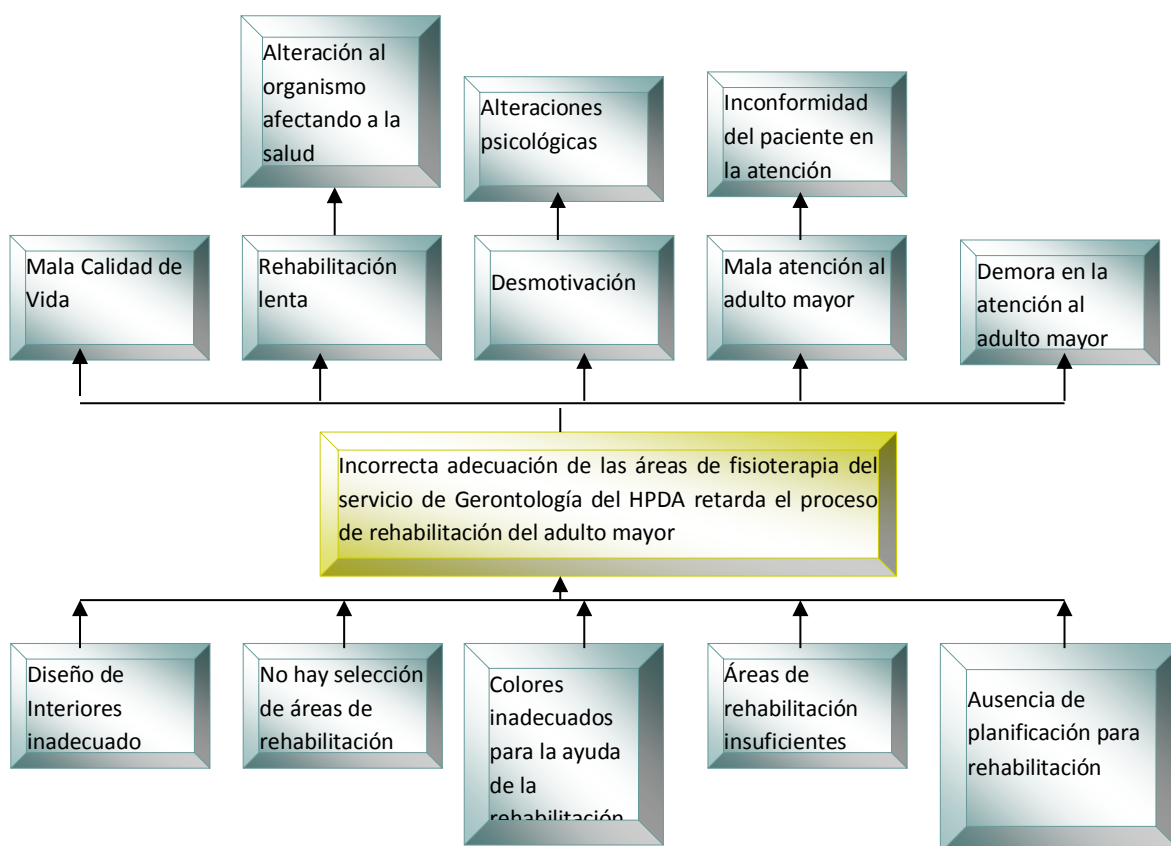 Alteración al
organismo
afectando a la
salud
Alteraciones
psicológicas
Inconformidad
del paciente en
la atención
Mala Calidad de
Vida
Rehabilitación
lenta
Desmotivación
Mala atención al
adulto mayor
Demora en la
atención al
adulto mayor
Incorrecta adecuación de las áreas de fisioterapia del
servicio de Gerontología del HPDA retarda el proceso
de rehabilitación del adulto mayor
Diseño de
Interiores
inadecuado
No hay selección
de áreas de
rehabilitación
Colores
inadecuados
para la ayuda
de la
rehabilitación
Áreas de
rehabilitación
insuficientes
Ausencia de
planificación para
rehabilitación